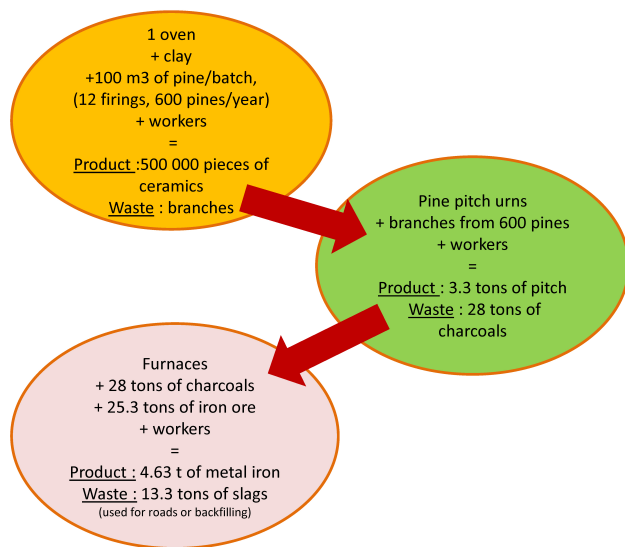 1 oven
+ clay
+100 m3 of pine/batch,
(12 firings, 600 pines/year)
+ workers
=
Product :500 000 pieces of
ceramics
Waste : branches
Pine pitch urns
+ branches from 600 pines
+ workers
=
Product : 3.3 tons of pitch
Waste : 28 tons of
charcoals
Furnaces
+ 28 tons of charcoals
+ 25.3 tons of iron ore
+ workers
=
Product : 4.63 t of metal iron
Waste : 13.3 tons of slags
(used for roads or backfilling)